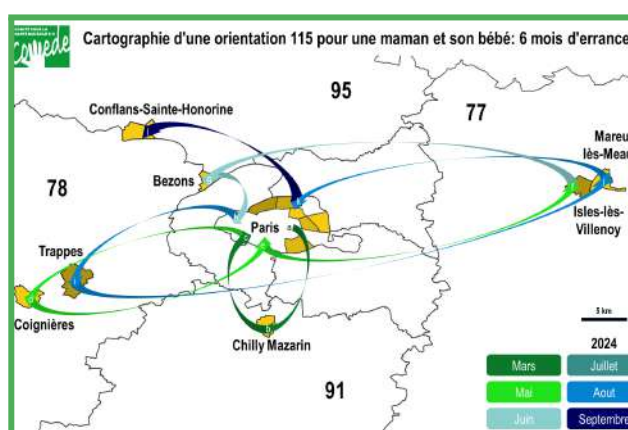 comede
Cartographie d'une orientation 115 pour une maman et son bébé: 6 mois d'errance
95
77
Conflans-Sainte-Honorine
Mareu
lès-Meau
78
Bezons
Isles-lès-
Villenoy
Paris
Trappes
Coignières
Chilly Mazarin
5 km
2024
91
Mars
Juillet
Mai
Aout
Juin
Septembre